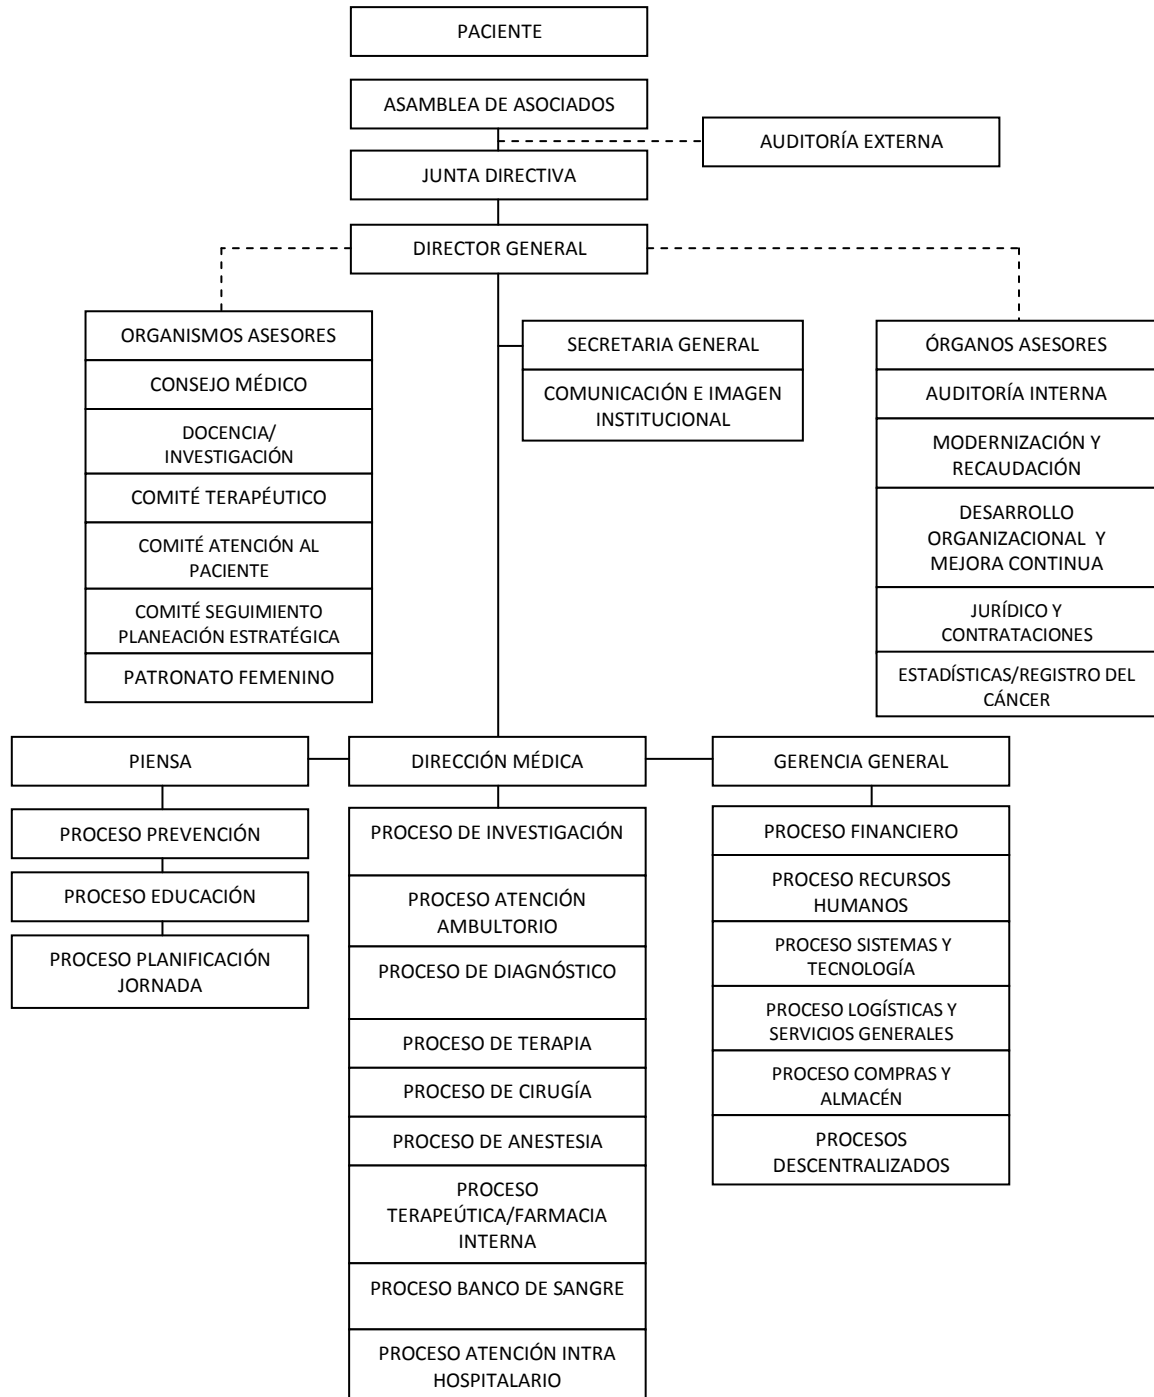 PACIENTE
ASAMBLEA DE ASOCIADOS
AUDITORÍA EXTERNA
JUNTA DIRECTIVA
DIRECTOR GENERAL
ORGANISMOS ASESORES
CONSEJO MÉDICO
DOCENCIA/
INVESTIGACIÓN
COMITÉ TERAPÉUTICO
COMITÉ ATENCIÓN AL
PACIENTE
COMITÉ SEGUIMIENTO
PLANEACIÓN ESTRATÉGICA
PATRONATO FEMENINO
SECRETARIA GENERAL
COMUNICACIÓN E IMAGEN
INSTITUCIONAL
ÓRGANOS ASESORES
AUDITORÍA INTERNA
MODERNIZACIÓN Y
RECAUDACIÓN
DESARROLLO
ORGANIZACIONAL Y
MEJORA CONTINUA
JURÍDICO Y
CONTRATACIONES
ESTADÍSTICAS/REGISTRO DEL
CÁNCER
PIENSA
PROCESO PREVENCIÓN
PROCESO EDUCACIÓN
PROCESO PLANIFICACIÓN
JORNADA
DIRECCIÓN MÉDICA
PROCESO DE INVESTIGACIÓN
PROCESO ATENCIÓN
AMBULTORIO
PROCESO DE DIAGNÓSTICO
PROCESO DE TERAPIA
PROCESO DE CIRUGÍA
PROCESO DE ANESTESIA
PROCESO
TERAPEÚTICA/FARMACIA
INTERNA
PROCESO BANCO DE SANGRE
PROCESO ATENCIÓN INTRA
HOSPITALARIO
GERENCIA GENERAL
PROCESO FINANCIERO
PROCESO RECURSOS
HUMANOS
PROCESO SISTEMAS Y
TECNOLOGÍA
PROCESO LOGÍSTICAS Y
SERVICIOS GENERALES
PROCESO COMPRAS Y
ALMACÉN
PROCESOS
DESCENTRALIZADOS